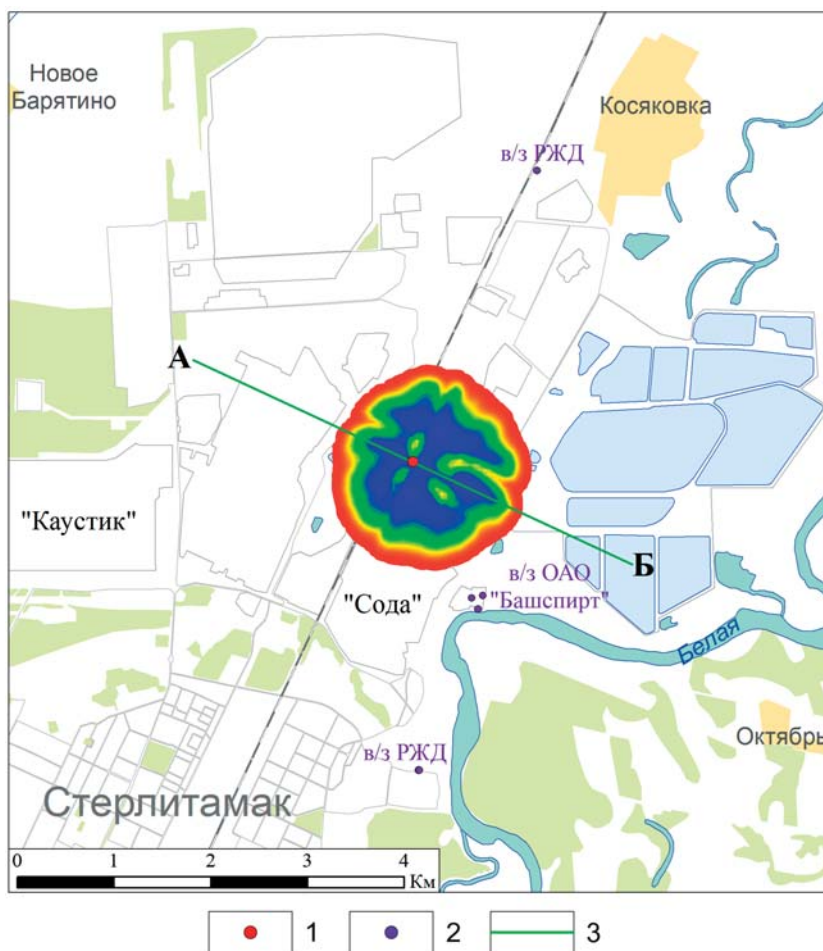 Новое
Барятино
Косяковка
в/з РЖД
А
"Каустик"
Б
в/з ОАО
"Башспирт"
"Сода"
Белая
Октябрь
в/з РЖД
Стерлитамак
0 1 2 3 4
Км
1 2 3